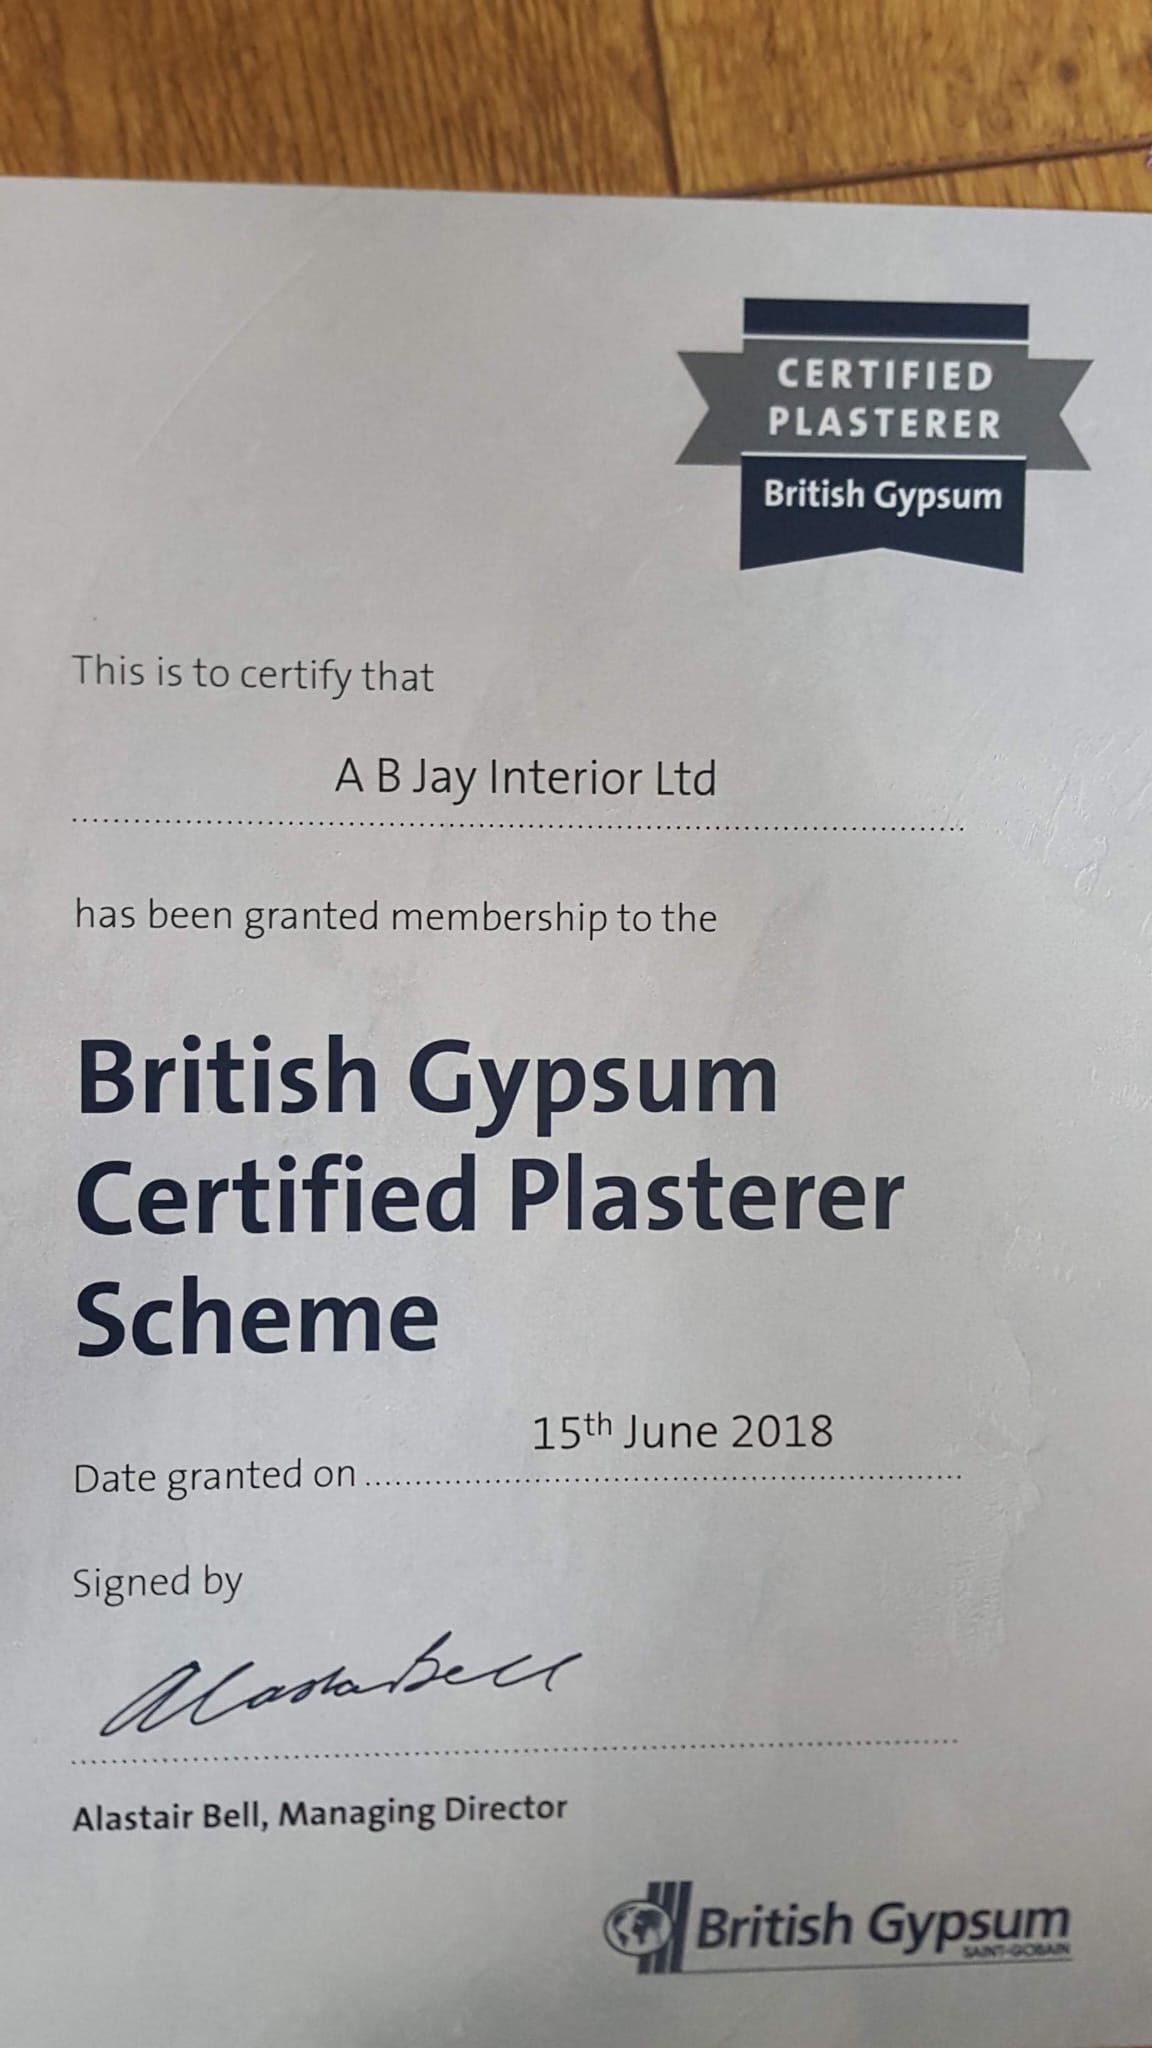 CERTIFIED
PLASTERER
British Gypsum
This is to certify that
A B Jay Interior Ltd
has been granted membership to the
British Gypsum
Certified Plasterer
Scheme
15th June 2018
Date granted on
Signed by
Alastair Bell
Alastair Bell, Managing Director
British Gypsum
SAINT-GOBAIN